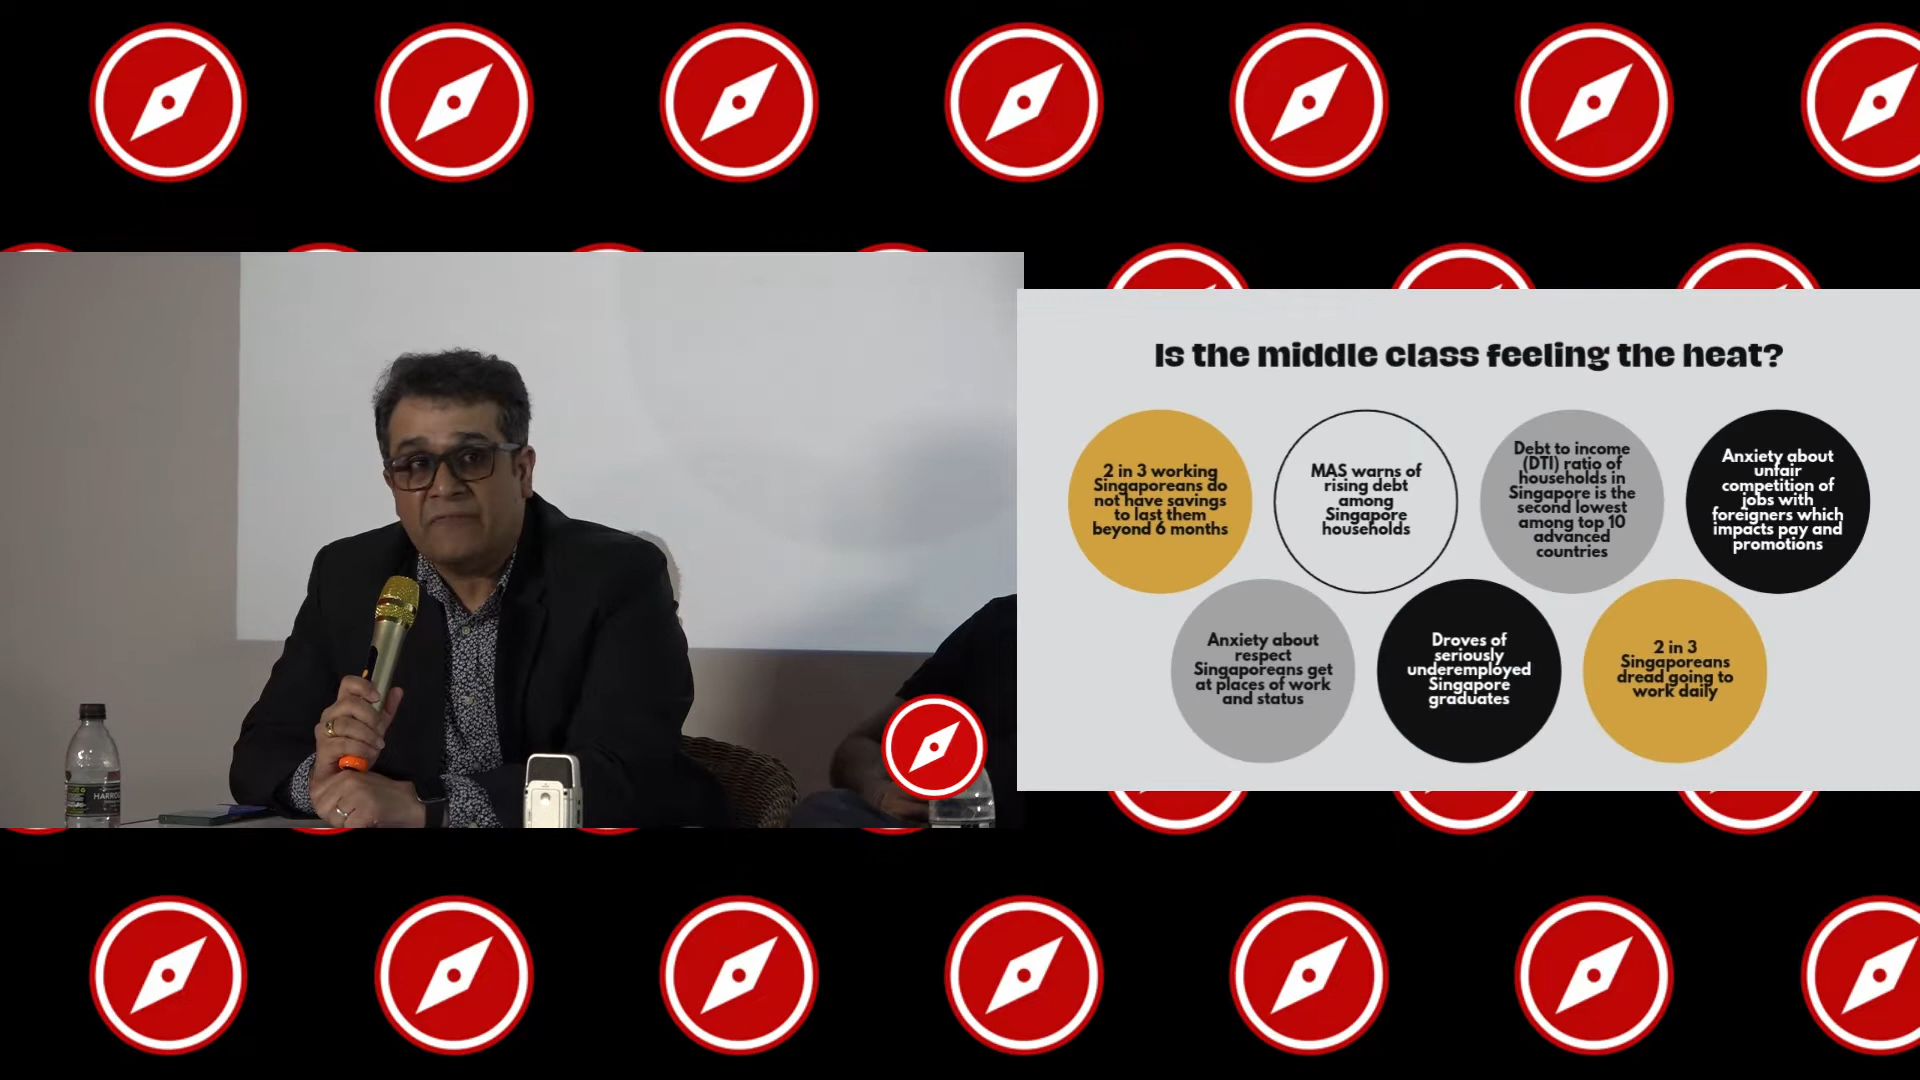 Is the middle class feeling the heat?
2 in 3 working
Singaporeans do
not have savings
to last them
beyond 6 months
MAS warns of
rising debt
among
Singapore
households
Debt to income
(DTI) ratio of
households in
Singapore is the
second lowest
among top 10
advanced
countries
Anxiety about
unfair
competition of
jobs with
foreigners which
impacts pay and
promotions
Anxiety about
respect
Singaporeans get
at places of work
and status
Droves of
seriously
underemployed
Singapore
graduates
2 in 3
Singaporeans
dread going to
work daily